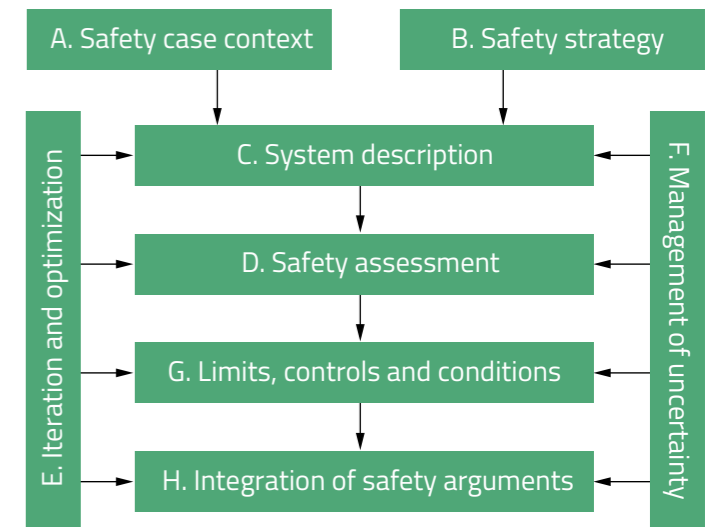 A. Safety case context
B. Safety strategy
C. System description
D. Safety assessment
E. Iteration and optimization
F. Management of uncertainty
G. Limits, controls and conditions
H. Integration of safety arguments